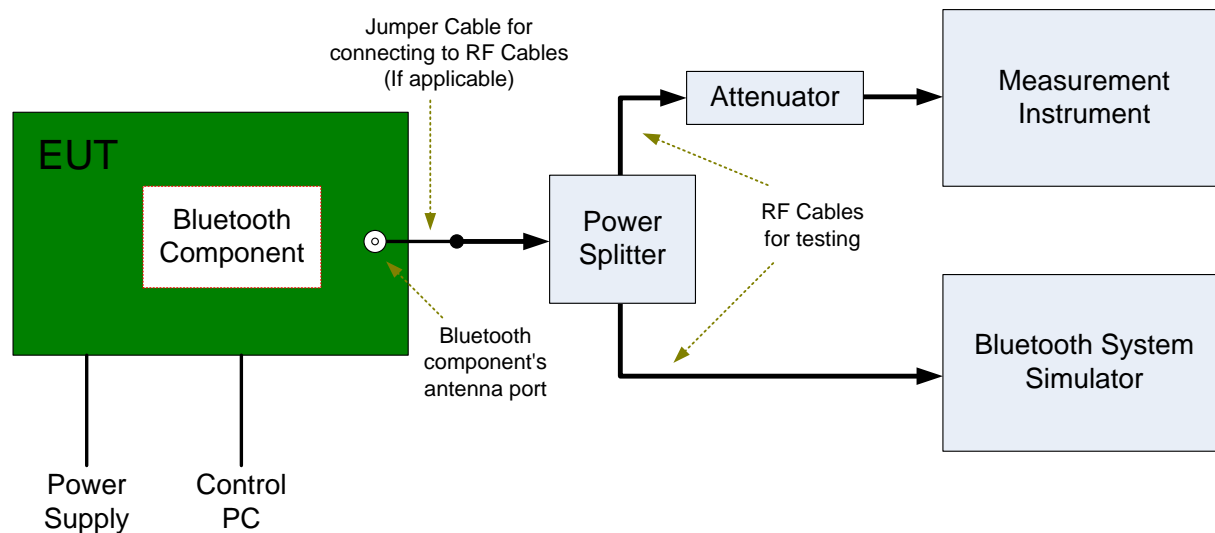 Jumper Cable for
connecting to RF Cables
(If applicable)
Attenuator
Measurement
Instrument
EUT
Bluetooth
Component
Power
Splitter
RF Cables
for testing
Bluetooth
component's
antenna port
Bluetooth System
Simulator
Power
Supply
Control
PC